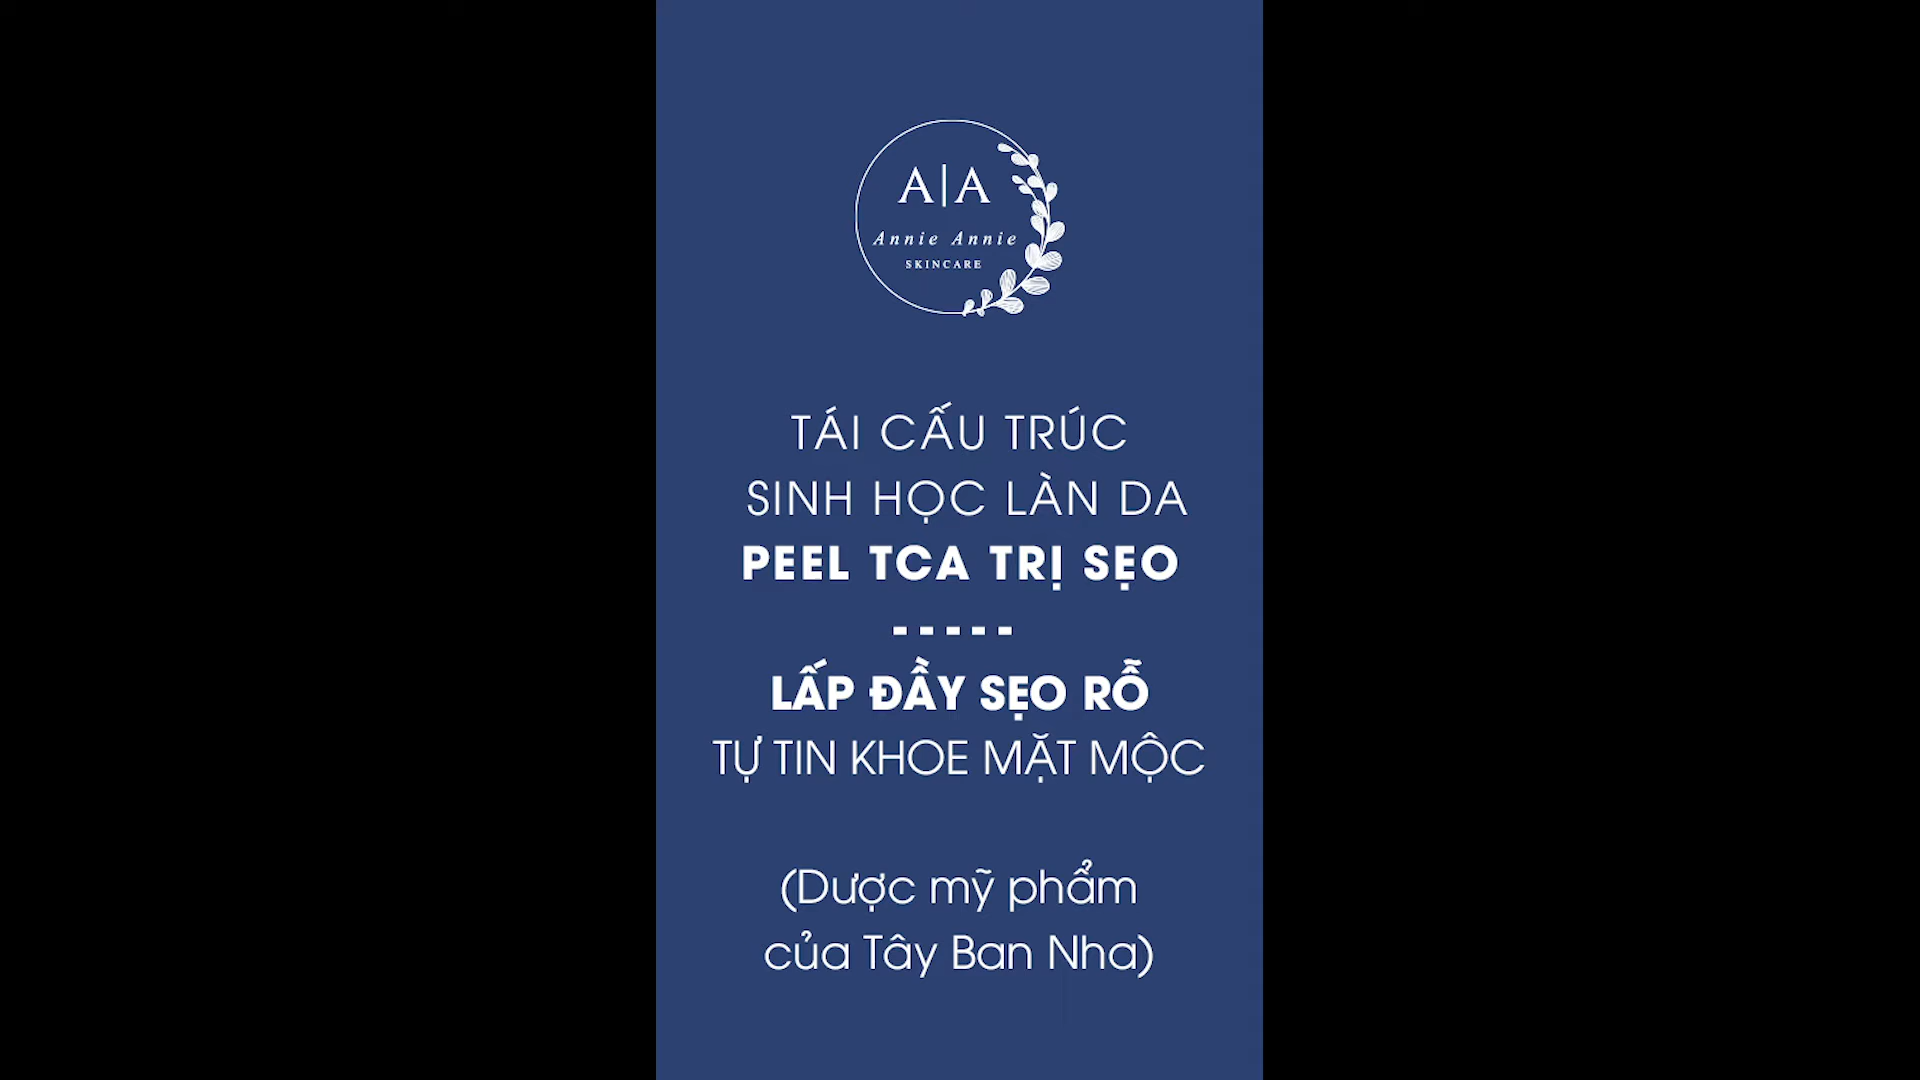 A|A
Annie Annie
SKINCARE
TÁI CẤU TRÚC
SINH HỌC LÀN DA
PEEL TCA TRỊ SẸO
-----
LẤP ĐẦY SẸO RỖ
TỰ TIN KHOE MẶT MỘC
(Dược mỹ phẩm
của Tây Ban Nha)